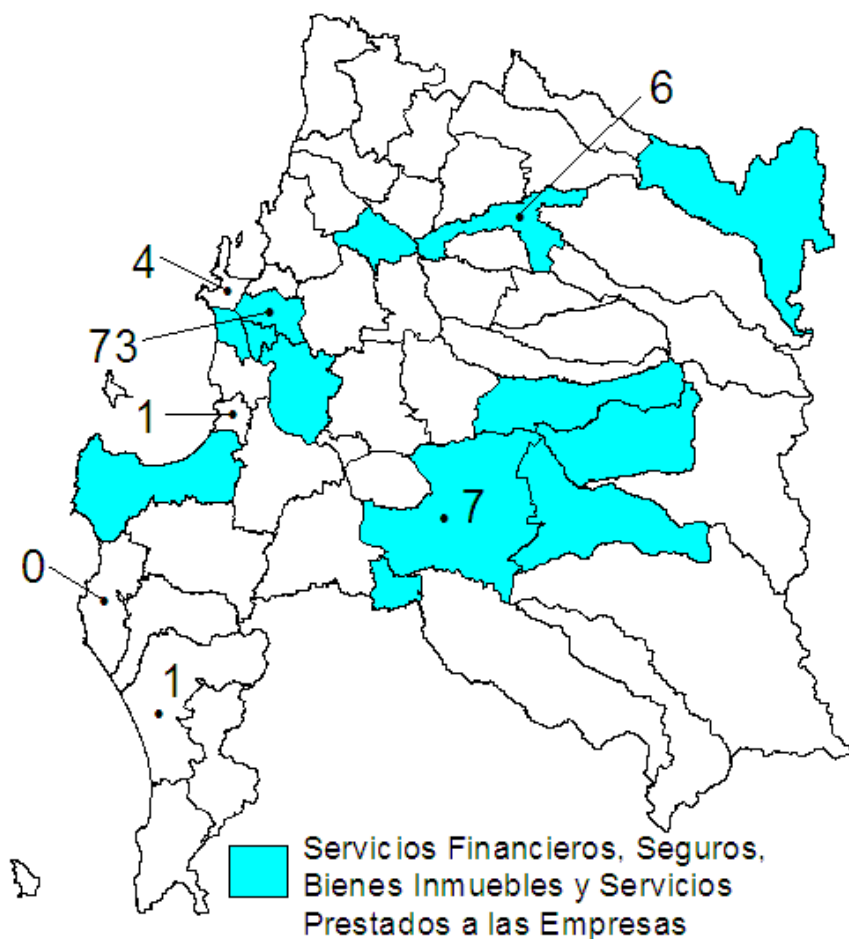 6
4
73
1
7
0
1
Servicios Financieros, Seguros,
Bienes Inmuebles y Servicios
Prestados a las Empresas